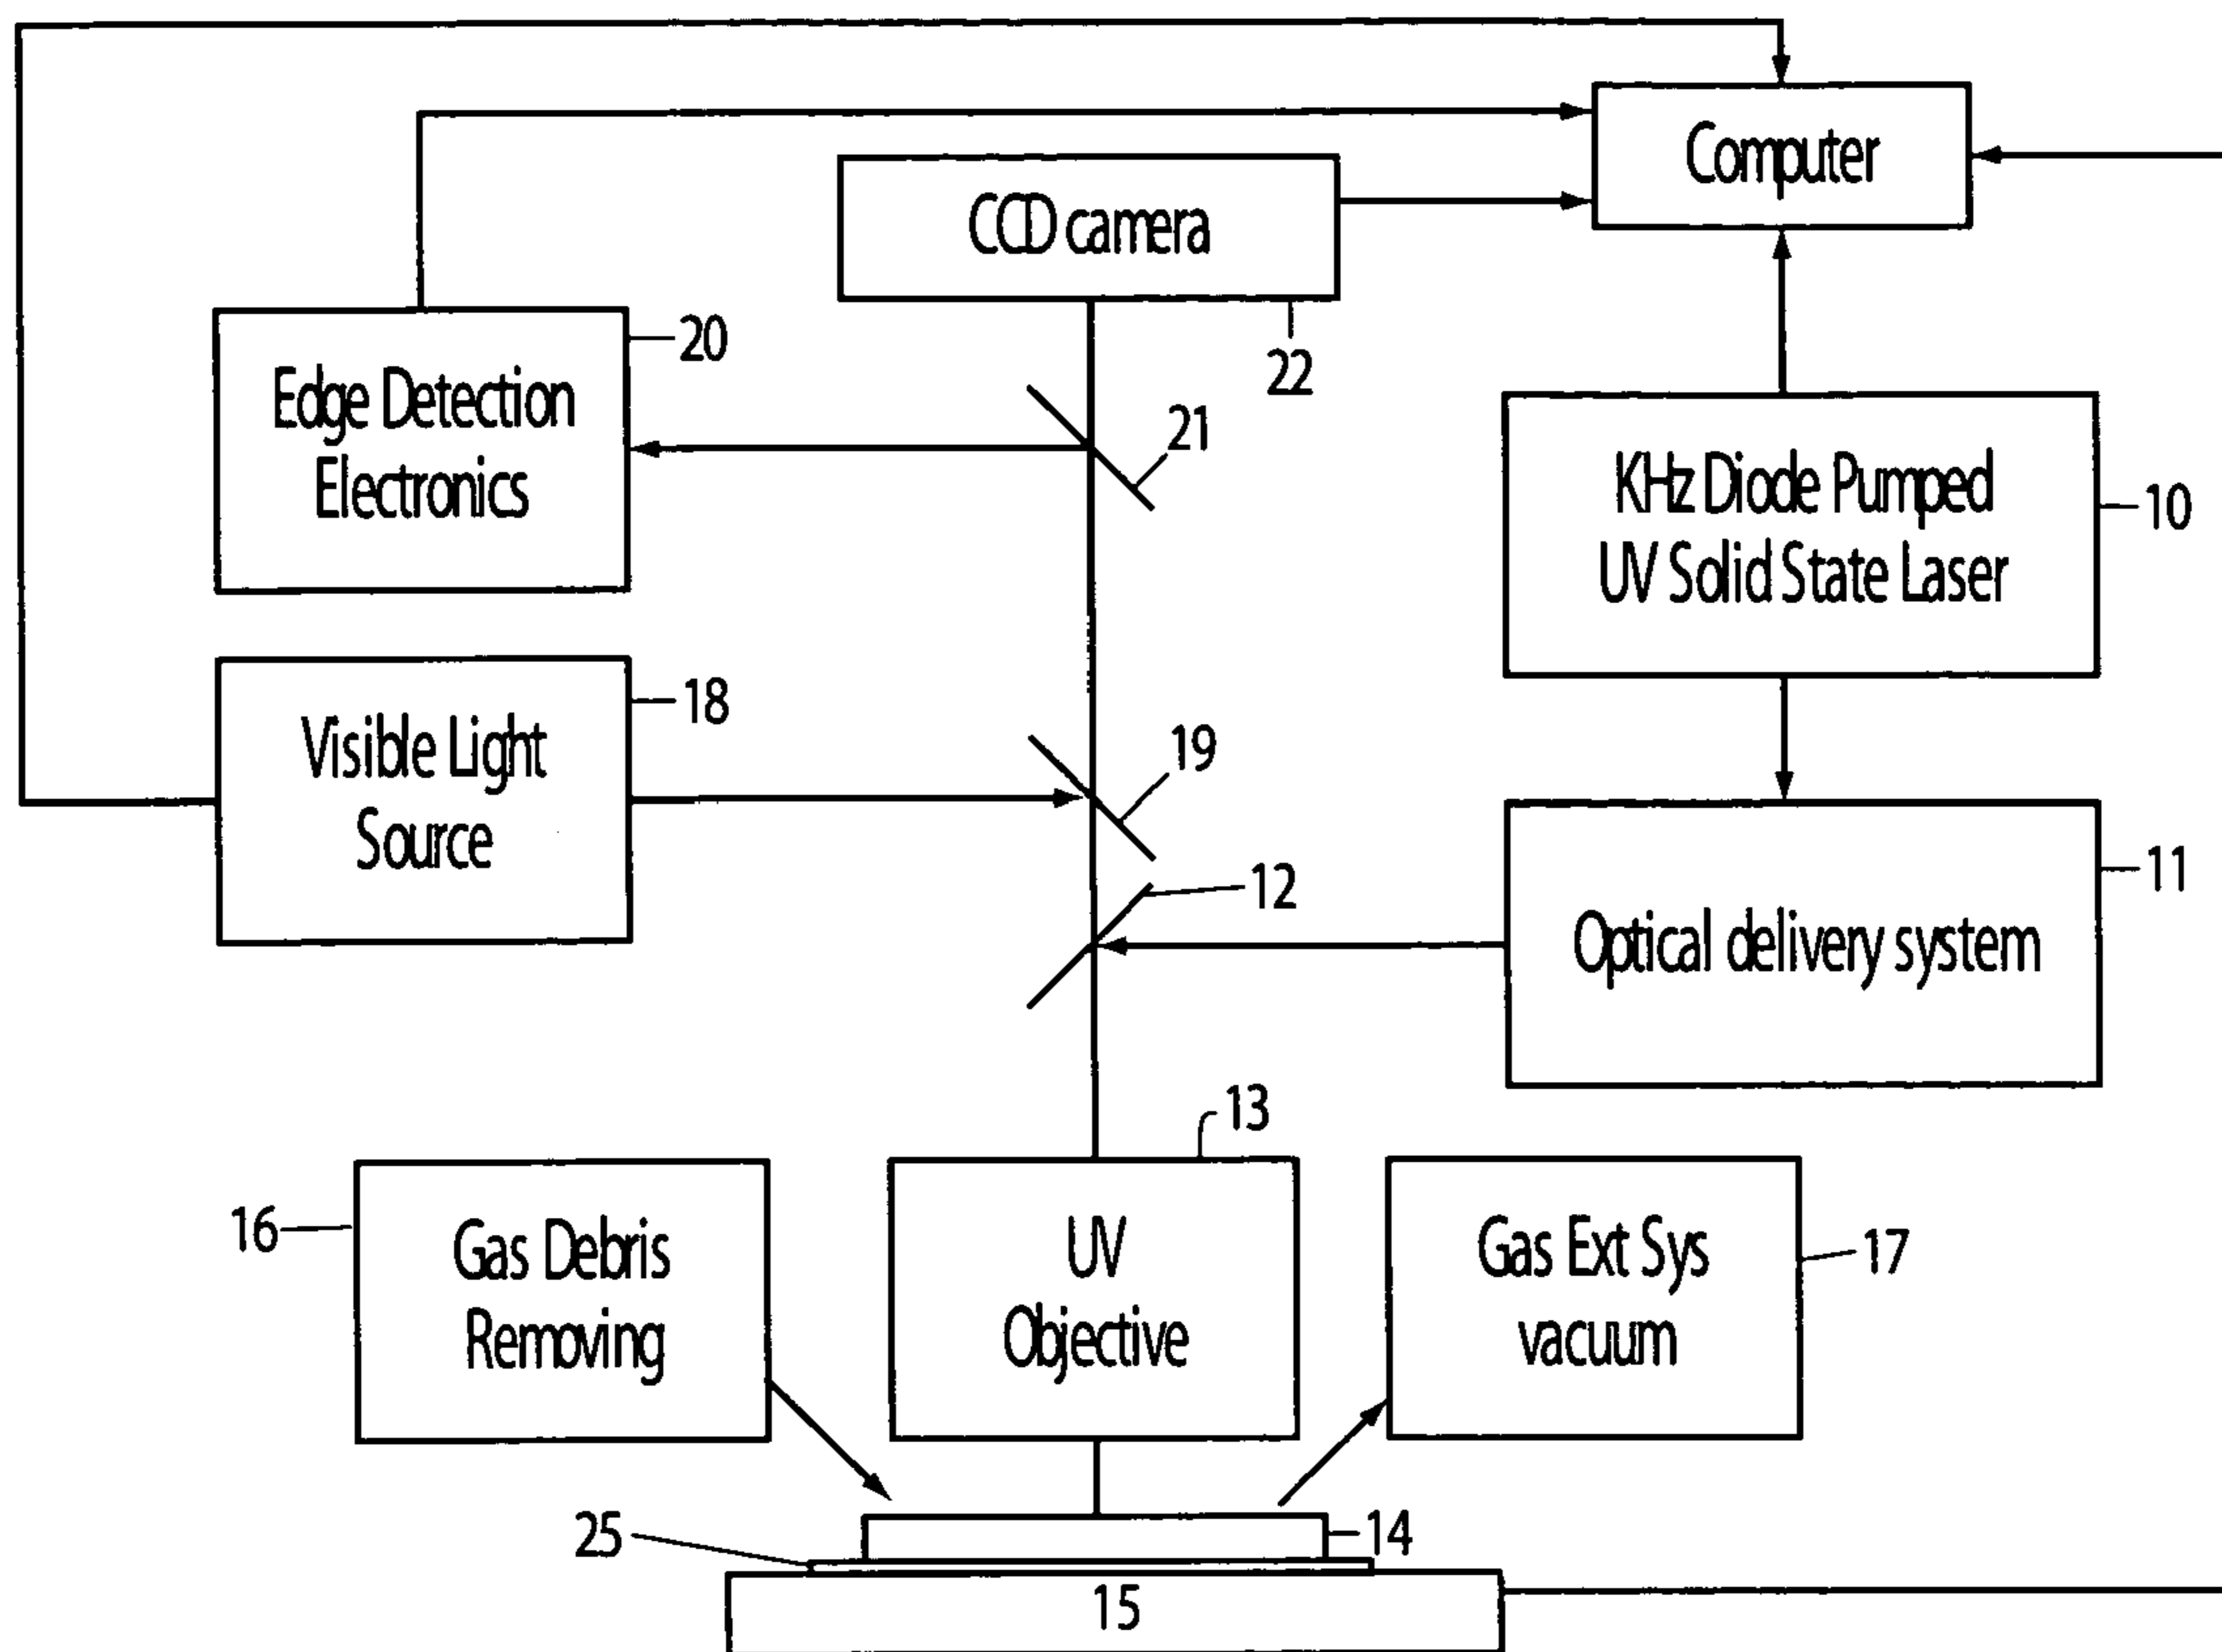 Computer
CCD camera
22
20
Edge Detection
Electronics
21
KHz Diode Pumped
UV Solid State Laser
10
18
Visible Light
Source
19
12
11
Optical delivery system
13
16
Gas Debris
Removing
UV
Objective
Gas Ext Sys
vacuum
17
25
14
15